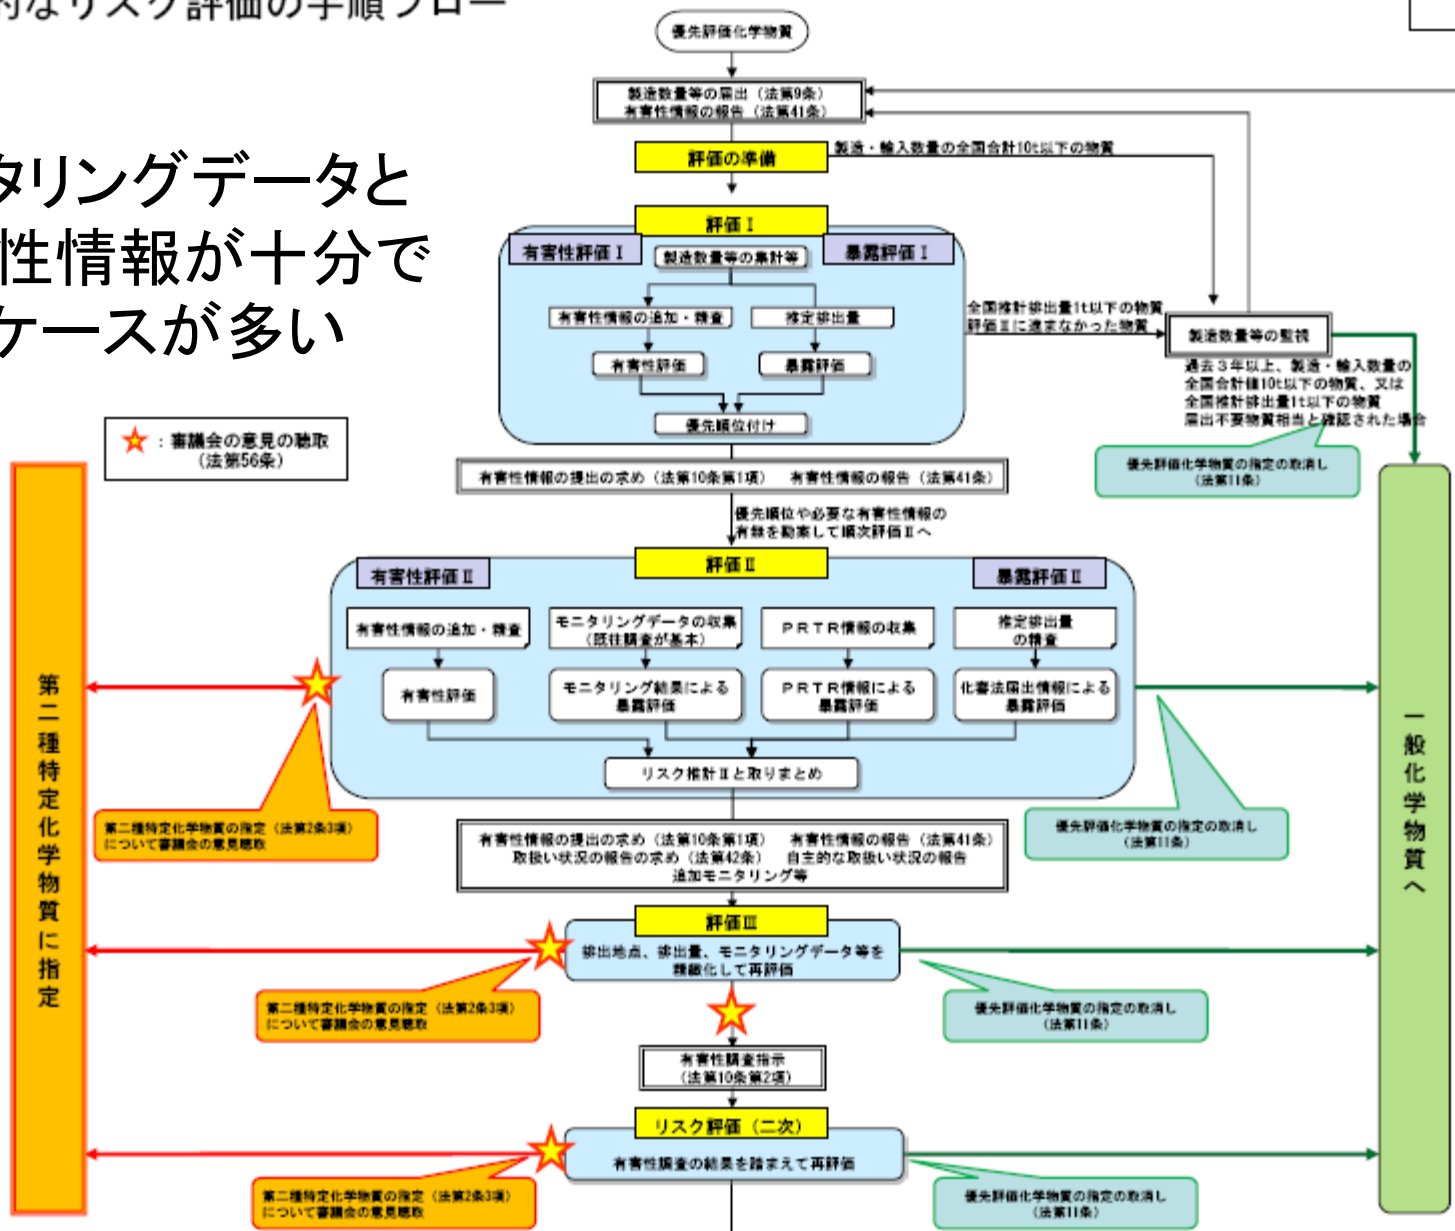 的なリスク評価の手順フロー
タリングデータと
性情報が十分で
ケースが多い
優先評価化学物質
製造数量等の届出（法第9条）
有害性情報の報告（法第41条）
評価の準備
製造・輸入数量の全国合計10t以下の物質
評価Ⅰ
有害性評価Ⅰ
製造数量等の集計等
暴露評価Ⅰ
有害性情報の追加・精査
推定排出量
有害性評価
暴露評価
優先順位付け
全国推計排出量1t以下の物質
評価Ⅱに進まなかった物質
製造数量等の監視
過去３年以上、製造・輸入数量の
全国合計値10t以下の物質、又は
全国推計排出量1t以下の物質
届出不要物質相当と確認された場合
優先評価化学物質の指定の取消し
（法第11条）
：審議会の意見の聴取
（法第56条）
有害性情報の提出の求め（法第10条第1項） 有害性情報の報告（法第41条）
優先順位や必要な有害性情報の
有無を勘案して順次評価Ⅱへ
評価Ⅱ
有害性評価Ⅱ
暴露評価Ⅱ
有害性情報の追加・精査
モニタリングデータの収集
（既往調査が基本）
ＰＲＴＲ情報の収集
推定排出量
の精査
有害性評価
モニタリング結果による
暴露評価
ＰＲＴＲ情報による
暴露評価
化審法届出情報による
暴露評価
リスク推計Ⅱと取りまとめ
第二種特定化学物質に指定
一般化学物質へ
第二種特定化学物質の指定（法第2条3項）
について審議会の意見聴取
優先評価化学物質の指定の取消し
（法第11条）
有害性情報の提出の求め（法第10条第1項） 有害性情報の報告（法第41条）
取扱い状況の報告の求め（法第42条） 自主的な取扱い状況の報告
追加モニタリング等
評価Ⅲ
排出地点、排出量、モニタリングデータ等を
精緻化して再評価
第二種特定化学物質の指定（法第2条3項）
について審議会の意見聴取
優先評価化学物質の指定の取消し
（法第11条）
有害性調査指示
（法第10条第2項）
リスク評価（二次）
有害性調査の結果を踏まえて再評価
第二種特定化学物質の指定（法第2条3項）
について審議会の意見聴取
優先評価化学物質の指定の取消し
（法第11条）